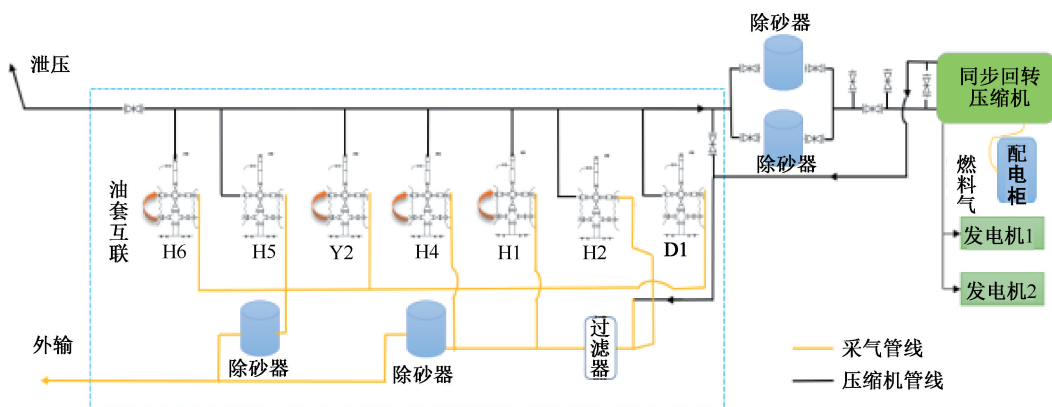 除砂器
泄压
同步回转
压缩机
除砂器
配电柜
燃料气
油套互联
H6
H5
Y2
H4
H1
H2
D1
发电机1
发电机2
外输
除砂器
除砂器
过滤器
采气管线
压缩机管线